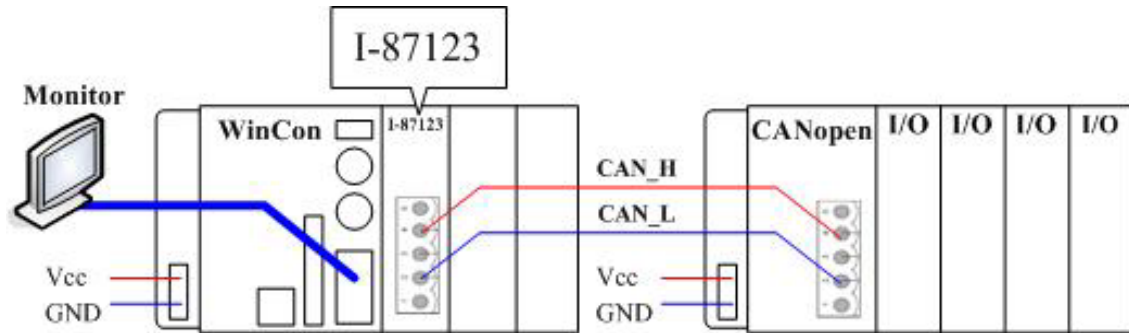 I-87123
Monitor
WinCon
I-87123
CANopen
I/O
I/O
I/O
I/O
CAN_H
CAN_L
Vcc
GND
Vcc
GND